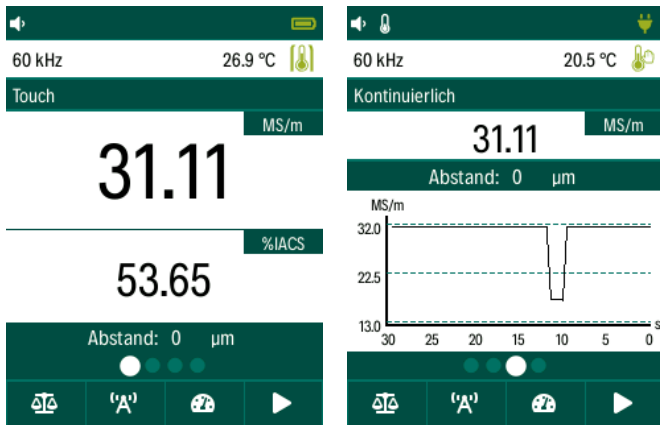 60 kHz 26.9 °C
Touch
MS/m
31.11
%IACS
53.65
Abstand: 0 µm
'A'
60 kHz 20.5 °C
Kontinuierlich
MS/m
31.11
Abstand: 0 µm
MS/m
32.0
22.5
13.0
s
30 25 20 15 10 5 0
'A'